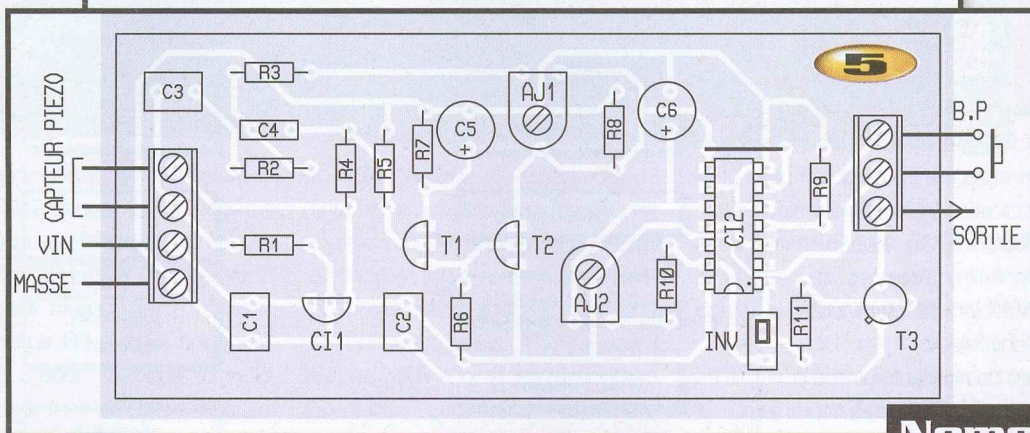 5
R3
C3
AJ1
C6
+
C5
+
R8
B.P
C4
R7
CAPTEUR PIEZO
R2
R4
R5
R9
CI2
SORTIE
VIN
R1
T1
T2
MASSE
AJ2
R10
C1
CI1
C2
R6
INV
R11
T3